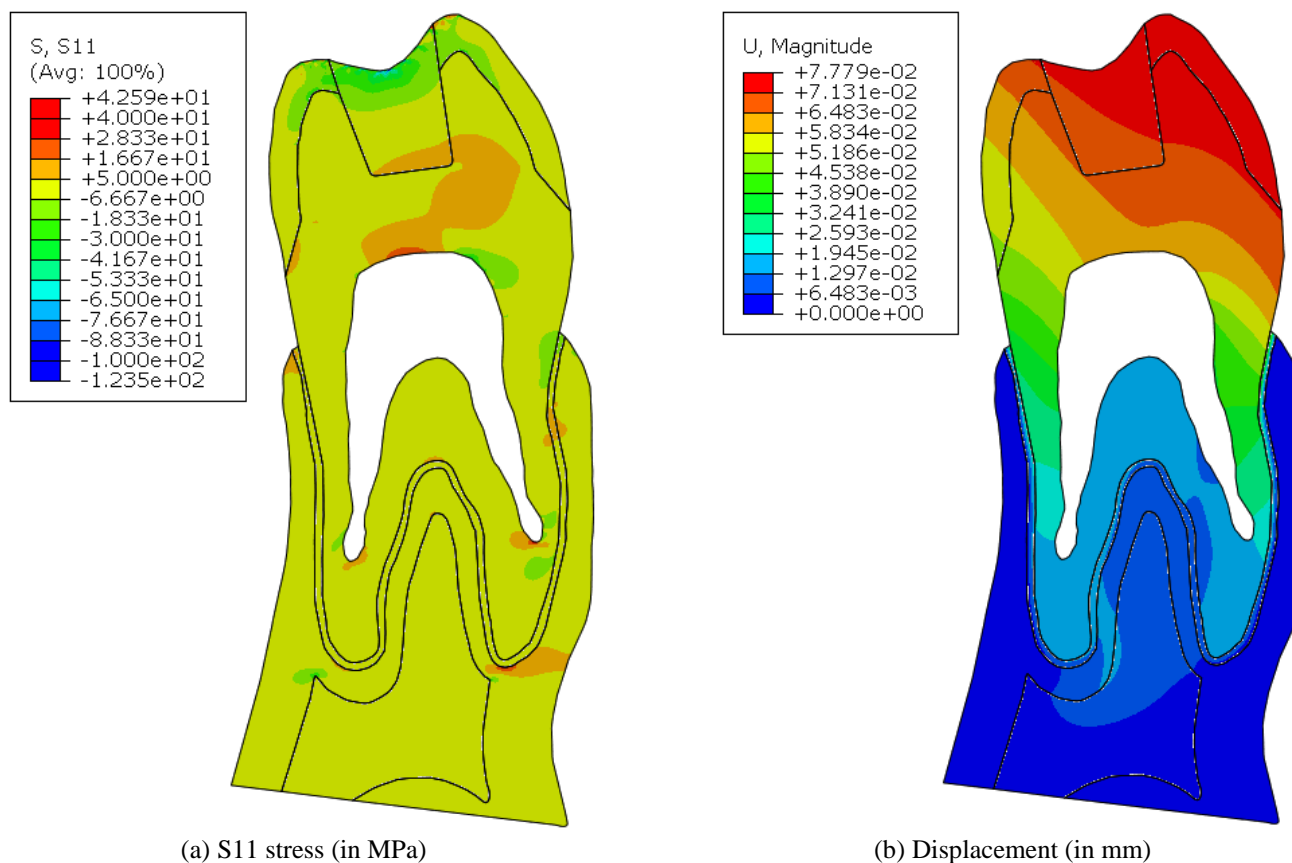 S, S11
(Avg: 100%)
+4.259e+01
+4.000e+01
+2.833e+01
+1.667e+01
+5.000e+00
-6.667e+00
-1.833e+01
-3.000e+01
-4.167e+01
-5.333e+01
-6.500e+01
-7.667e+01
-8.833e+01
-1.000e+02
-1.235e+02
U, Magnitude
+7.779e-02
+7.131e-02
+6.483e-02
+5.834e-02
+5.186e-02
+4.538e-02
+3.890e-02
+3.241e-02
+2.593e-02
+1.945e-02
+1.297e-02
+6.483e-03
+0.000e+00
(a) S11 stress (in MPa)
(b) Displacement (in mm)